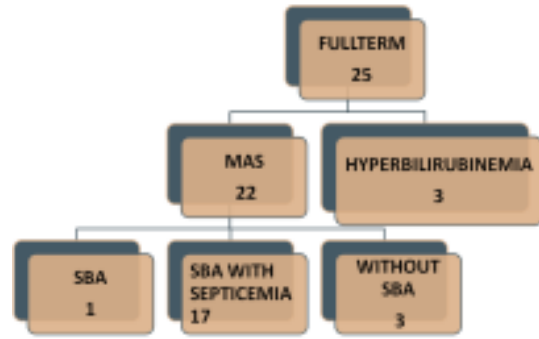 FULLTERM
25
MAS
22
HYPERBILIRUBINEMIA
3
SBA
1
SBA WITH
SEPTICEMIA
17
WITHOUT
SBA
3